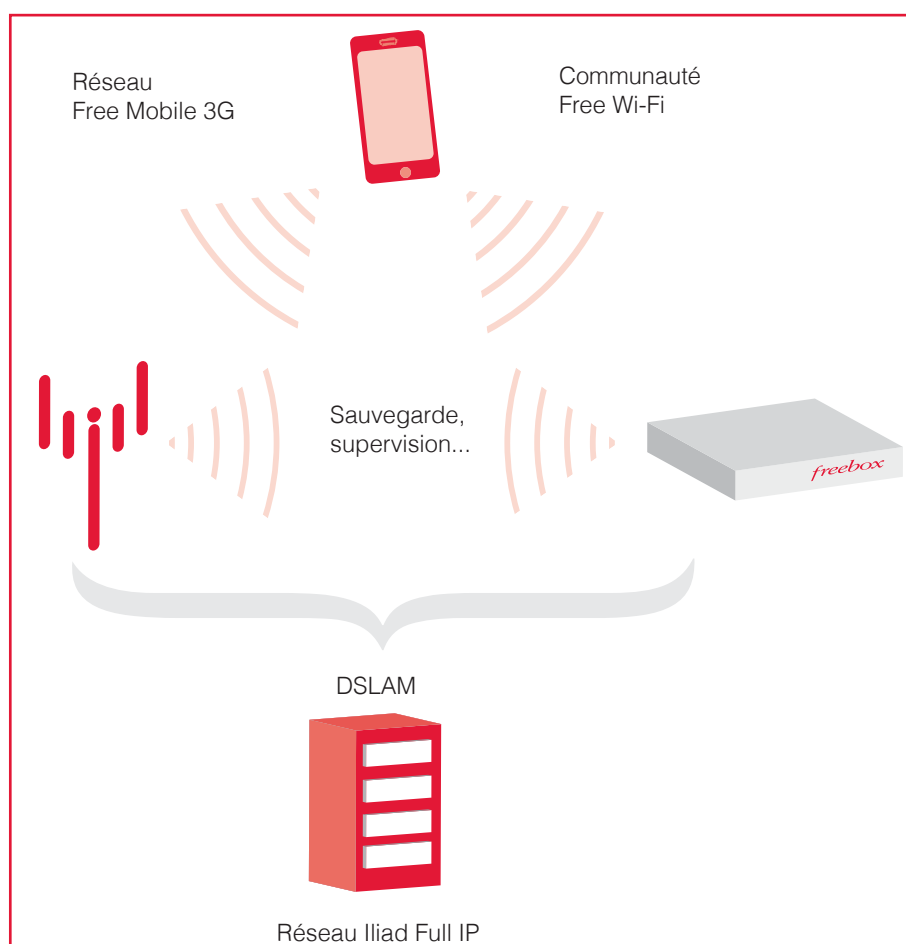 Réseau
Free Mobile 3G
Communauté
Free Wi-Fi
Sauvegarde,
supervision...
freebox
DSLAM
Réseau Iliad Full IP